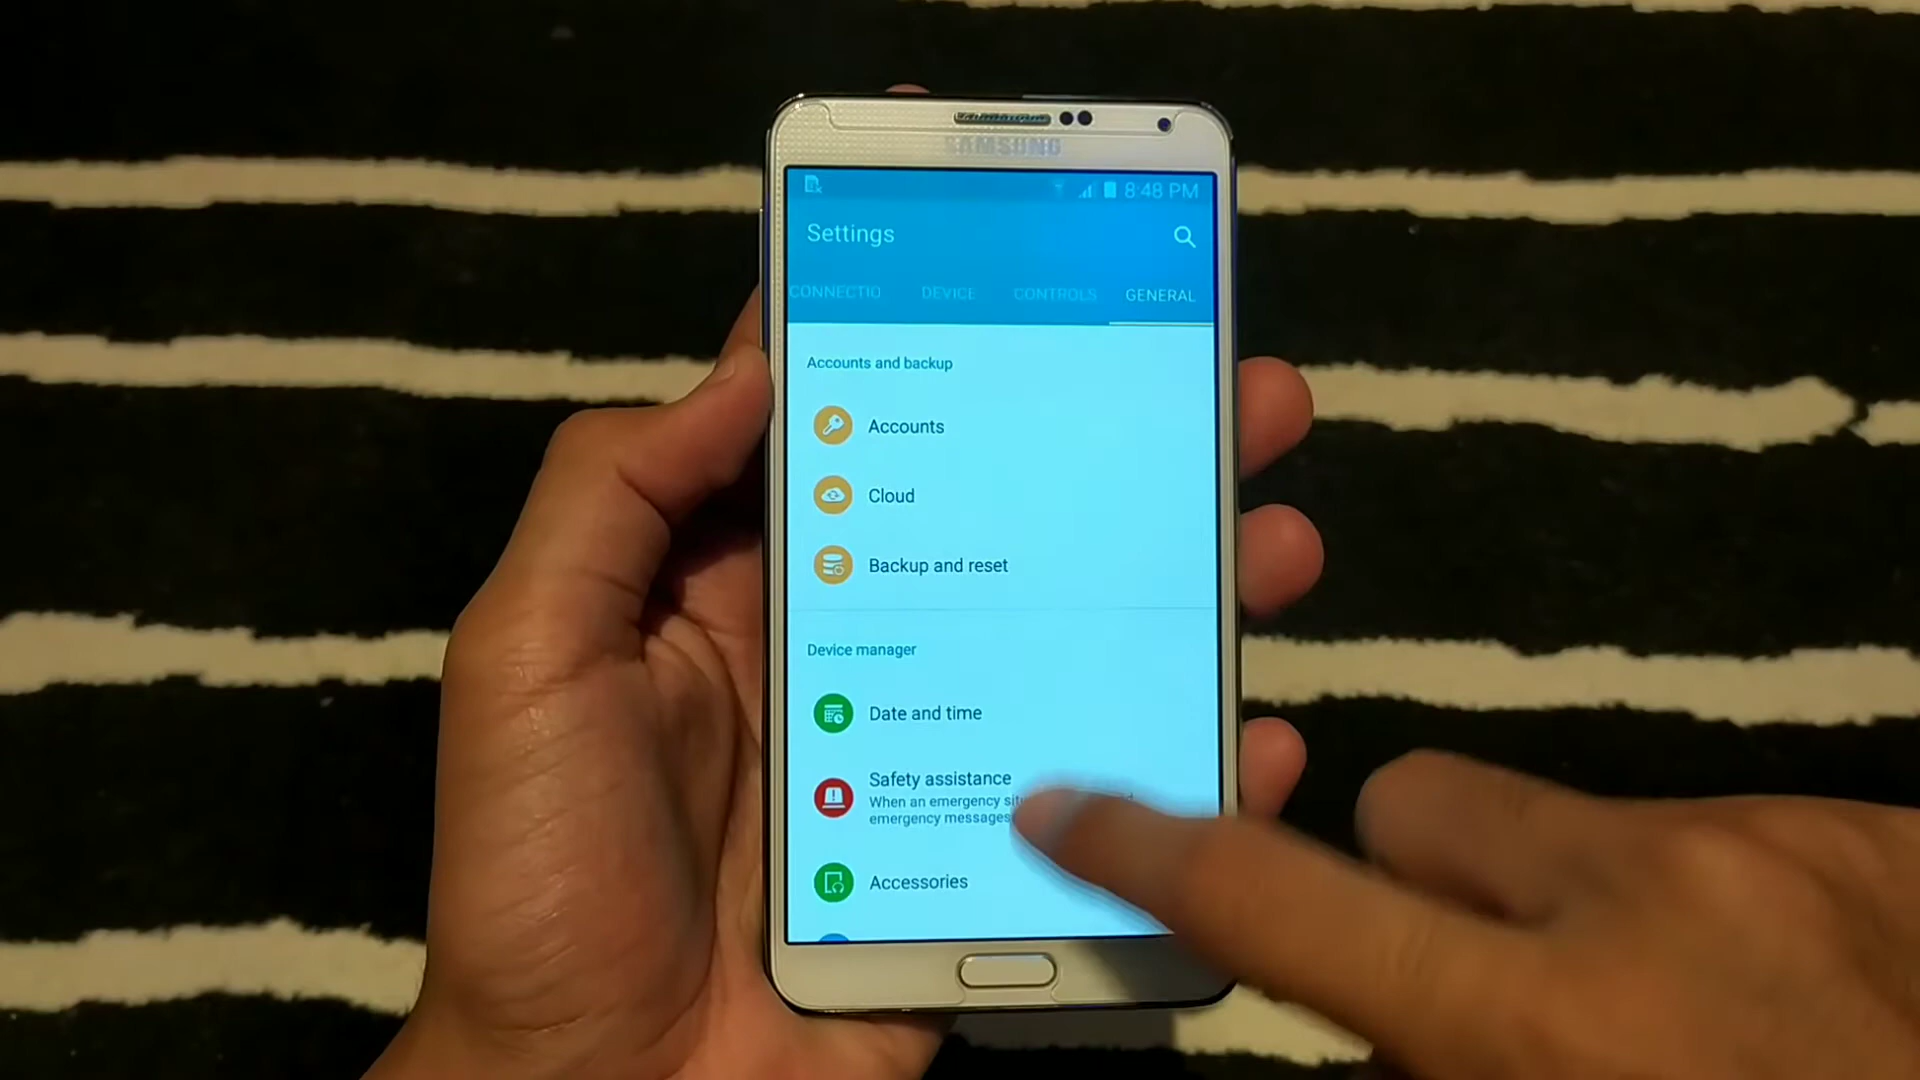 SAMSUNG
8:48 PM
Settings
CONNECTIO DEVICE CONTROLS GENERAL
Accounts and backup
Accounts
Cloud
Backup and reset
Device manager
Date and time
Safety assistance
When an emergency
emergency messages
Accessories